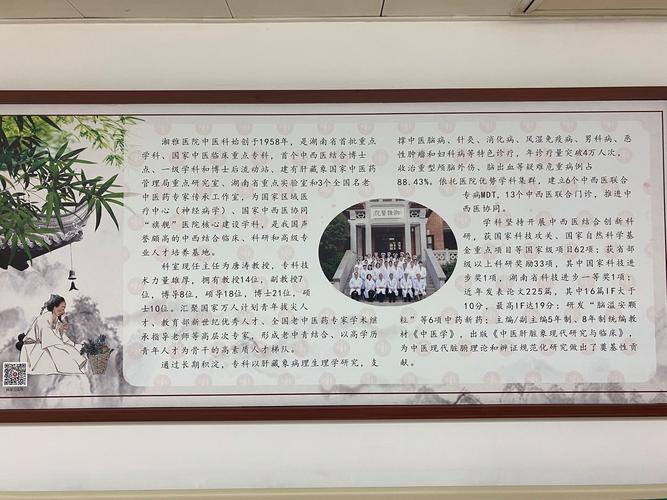 湘雅医院中医科始创于1958年，是湖南省首批重点
学科、国家中医临床重点专科，首个中西医结合博士
点、一级学科和博士后流动站、建有肝藏象国家中医药
管理局重点研究室、湖南省重点实验室和3个全国名老
中医药专家传承工作室，为国家区域医
疗中心（神经病学）、国家中西医协同
“旗舰”医院核心建设学科，是我国声
誉颇高的中西结合临床、科研和高级专
业人才培养基地。
科室现任主任为唐涛教授，专科技
术力量雄厚，拥有教授14位，副教授7
位，博导8位，硕导18位，博士21位，硕士
10位。汇聚国家万人计划青年拔尖人
才、教育部新世纪优秀人才、全国老中医药专家学术继
承指导老师等高层次专家，形成老中青结合、以高学历
青年人才为骨干的高素质人才梯队。
通过长期积淀，专科以肝藏象病理生理学研究，支
撑中医脑病、针灸、消化病、风湿免疫病、男科病、恶
性肿瘤和妇科病等特色诊疗，年诊疗量突破4万人次，
收治重型颅脑外伤、脑出血等疑难危重病例占
88.43%。依托医院优势学科集群，建立6个中西医联合
专病MDT，13个中西医联合门诊，推进中
西医协同。
学科坚持开展中西医结合创新科
研，获国家科技攻关、国家自然科学基
金重点项目等国家级项目62项；获省部
级以上科研奖励33项，其中国家科技进
步奖1项，湖南省科技进步一等奖1项；
近年发表论文225篇，其中16篇IF大于
10分，最高IF达19分；研发“脑溢安颗
粒”等6项中药新药；主编/副主编5年制、8年制统编教
材《中医学》，出版《中医肝脏象现代研究与临床》，
为中医现代脏腑理论和辨证规范化研究做出了奠基性贡
献。